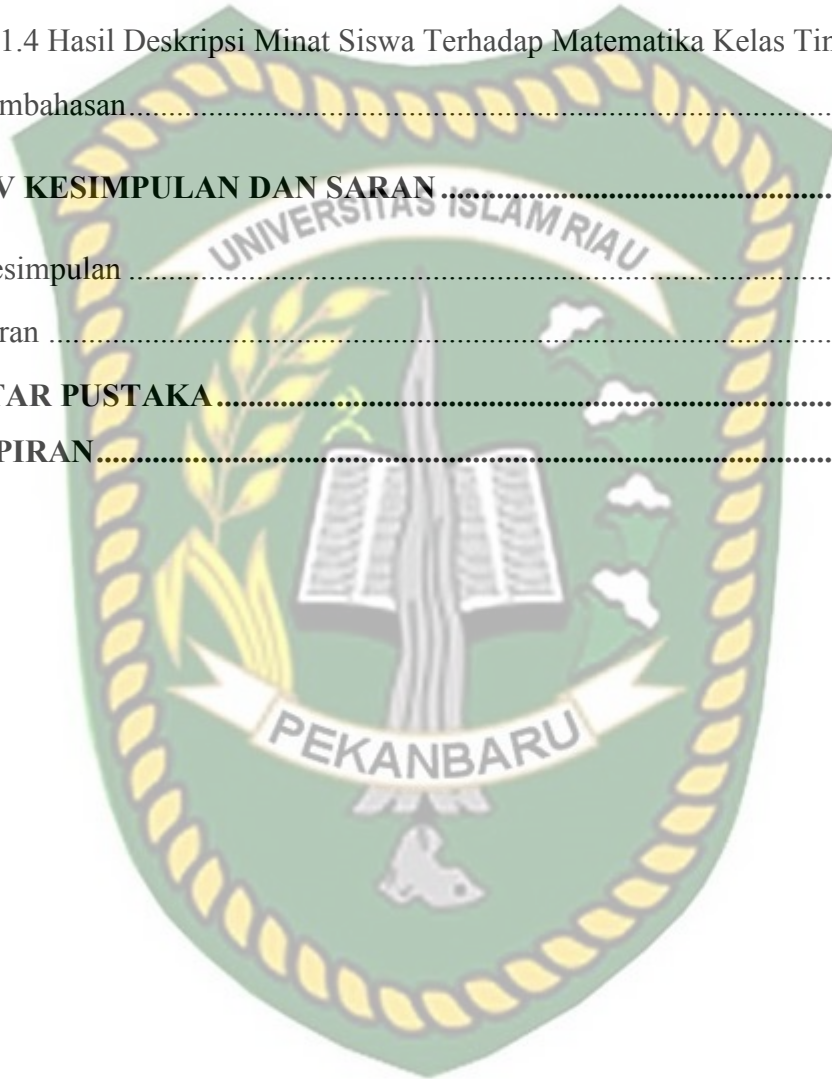 1.4 Hasil Deskripsi Minat Siswa Terhadap Matematika Kelas Tin
mbahasan........................................................................................
V KESIMPULAN DAN SARAN ................................................
UNIVERSITAS ISLAM RIAU
esimpulan .......................................................................................
ran ..................................................................................................
TAR PUSTAKA.............................................................................
PIRAN............................................................................................
PEKANBARU